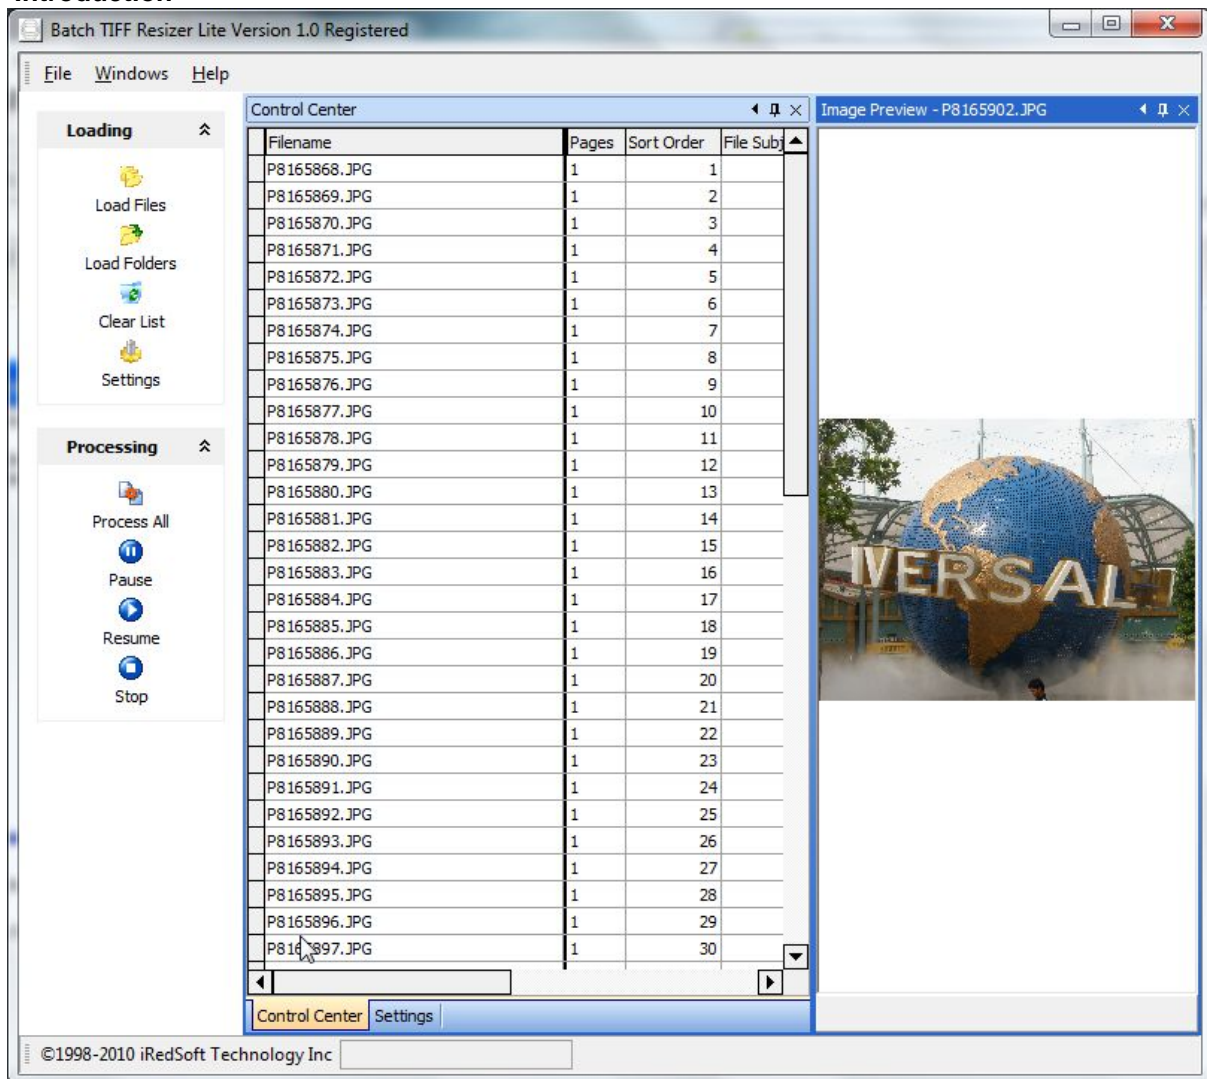 Introduction
Batch TIFF Resizer Lite Version 1.0 Registered
File Windows Help
Loading
Load Files
Load Folders
Clear List
Settings
Processing
Process All
Pause
Resume
Stop
Control Center
Filename Pages Sort Order File Subj
P8165868.JPG 1 1
P8165869.JPG 1 2
P8165870.JPG 1 3
P8165871.JPG 1 4
P8165872.JPG 1 5
P8165873.JPG 1 6
P8165874.JPG 1 7
P8165875.JPG 1 8
P8165876.JPG 1 9
P8165877.JPG 1 10
P8165878.JPG 1 11
P8165879.JPG 1 12
P8165880.JPG 1 13
P8165881.JPG 1 14
P8165882.JPG 1 15
P8165883.JPG 1 16
P8165884.JPG 1 17
P8165885.JPG 1 18
P8165886.JPG 1 19
P8165887.JPG 1 20
P8165888.JPG 1 21
P8165889.JPG 1 22
P8165890.JPG 1 23
P8165891.JPG 1 24
P8165892.JPG 1 25
P8165893.JPG 1 26
P8165894.JPG 1 27
P8165895.JPG 1 28
P8165896.JPG 1 29
P8165897.JPG 1 30
Control Center Settings
Image Preview - P8165902.JPG
IVERSAL
©1998-2010 iRedSoft Technology Inc